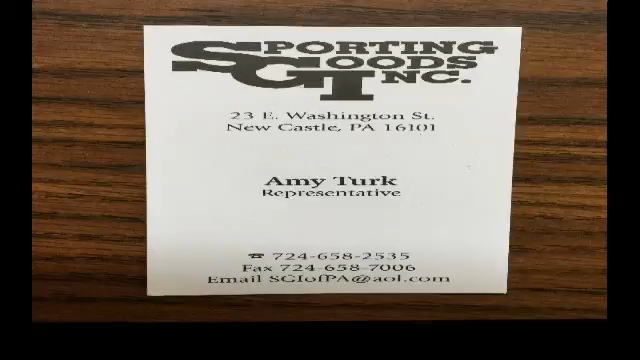 SPORTING
GOODS
INC.
23 E. Washington St.
New Castle, PA 16101
Amy Turk
Representative
☎ 724-658-2535
Fax 724-658-7006
Email SGIofPA@aol.com